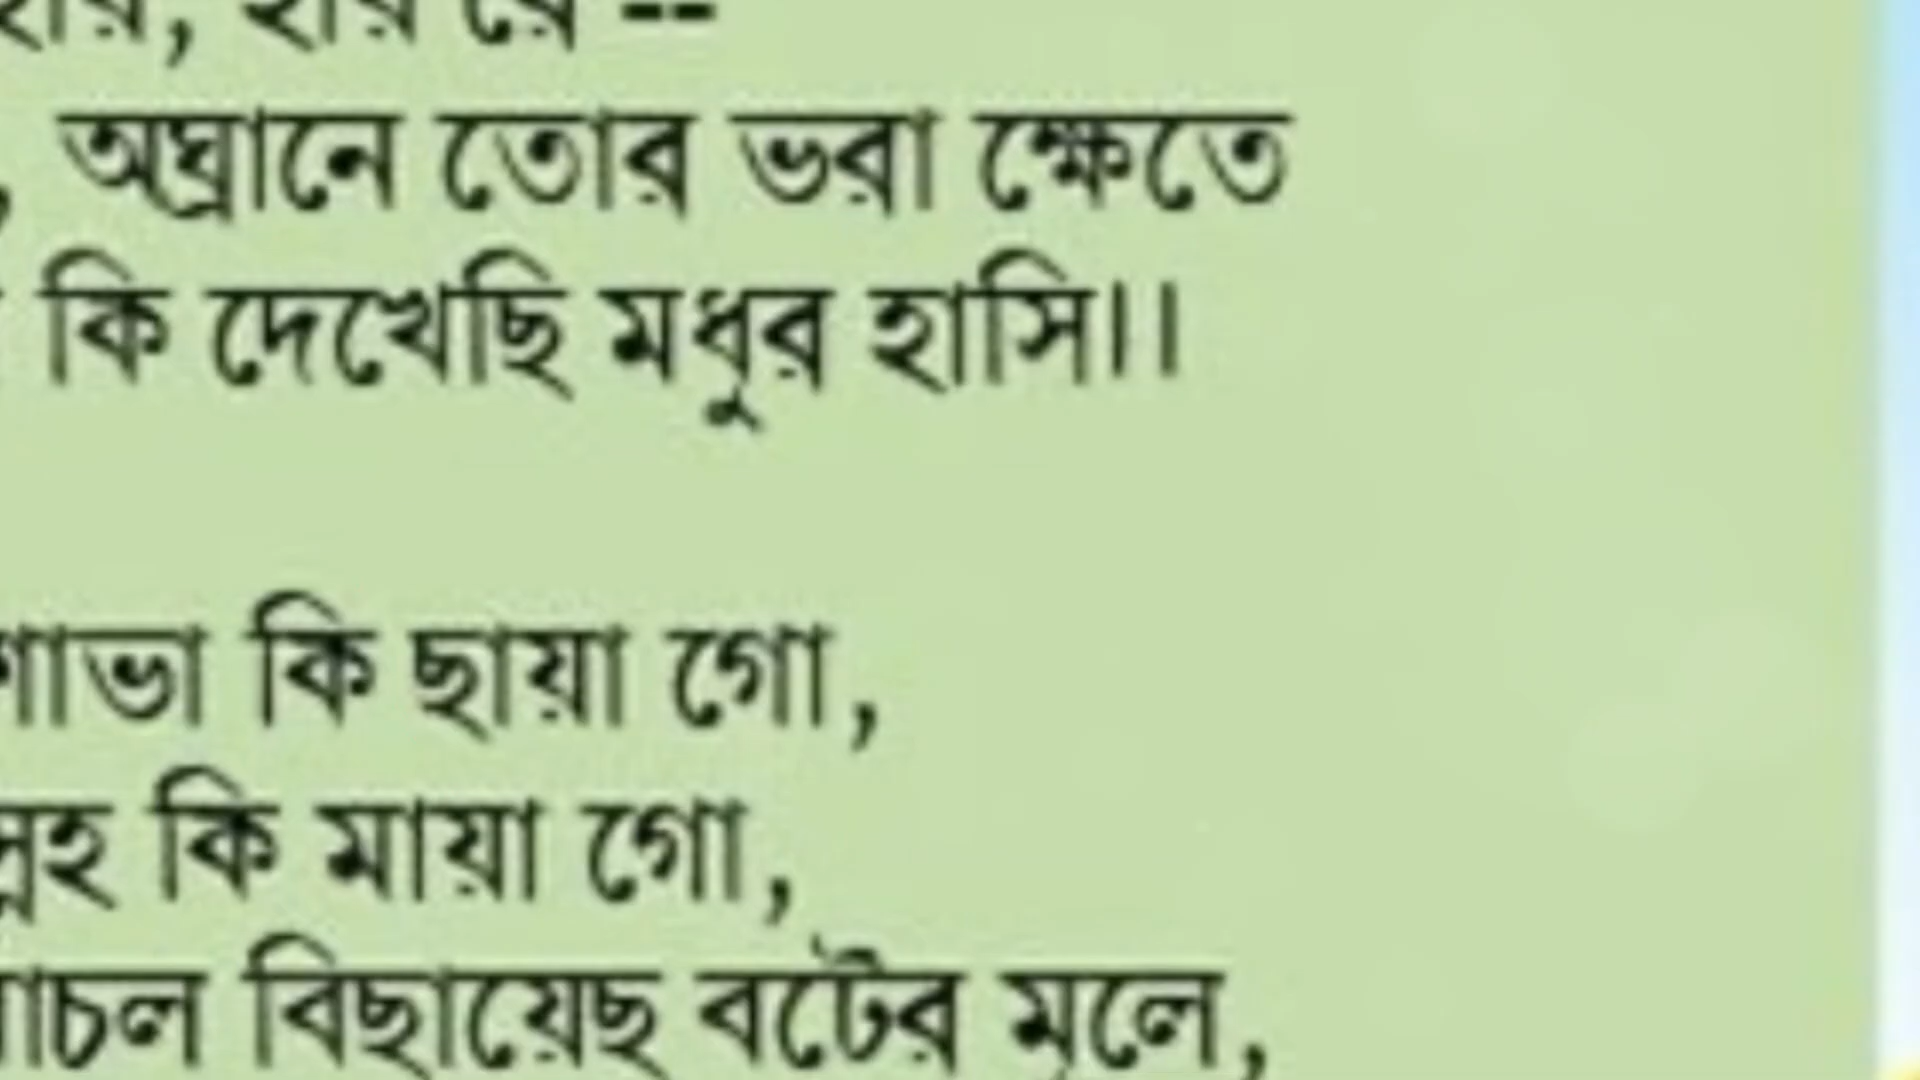 হায়, হায় রে --
, অঘ্রানে তোর ভরা ক্ষেতে
কি দেখেছি মধুর হাসি।।
কি ছায়া গো,
কি মায়া গো,
বিছায়েছ বটের মূলে,